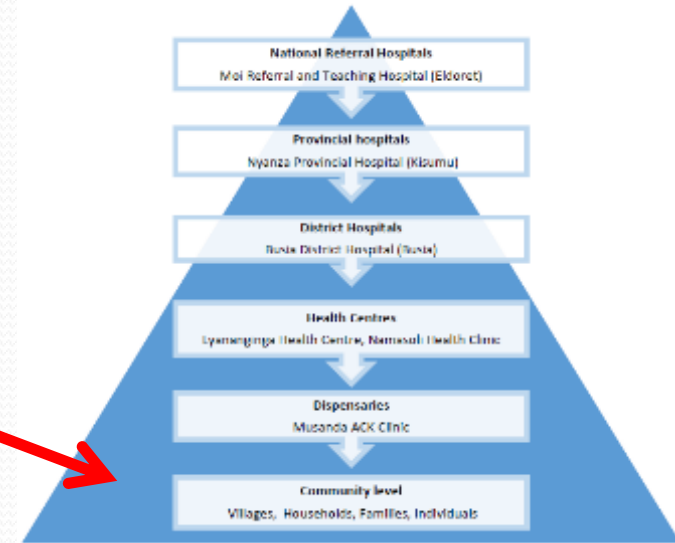 National Referral Hospitals
Moi Referral and Teaching Hospital (Eldoret)
Provincial hospitals
Nyanza Provincial Hospital (Kisumu)
District Hospitals
Busia District Hospital (Busia)
Health Centres
Health Centre, Namasoli Health Clinic
Dispensaries
Musanda ACK Clinic
Community level
Villages, Households, Families, Individuals